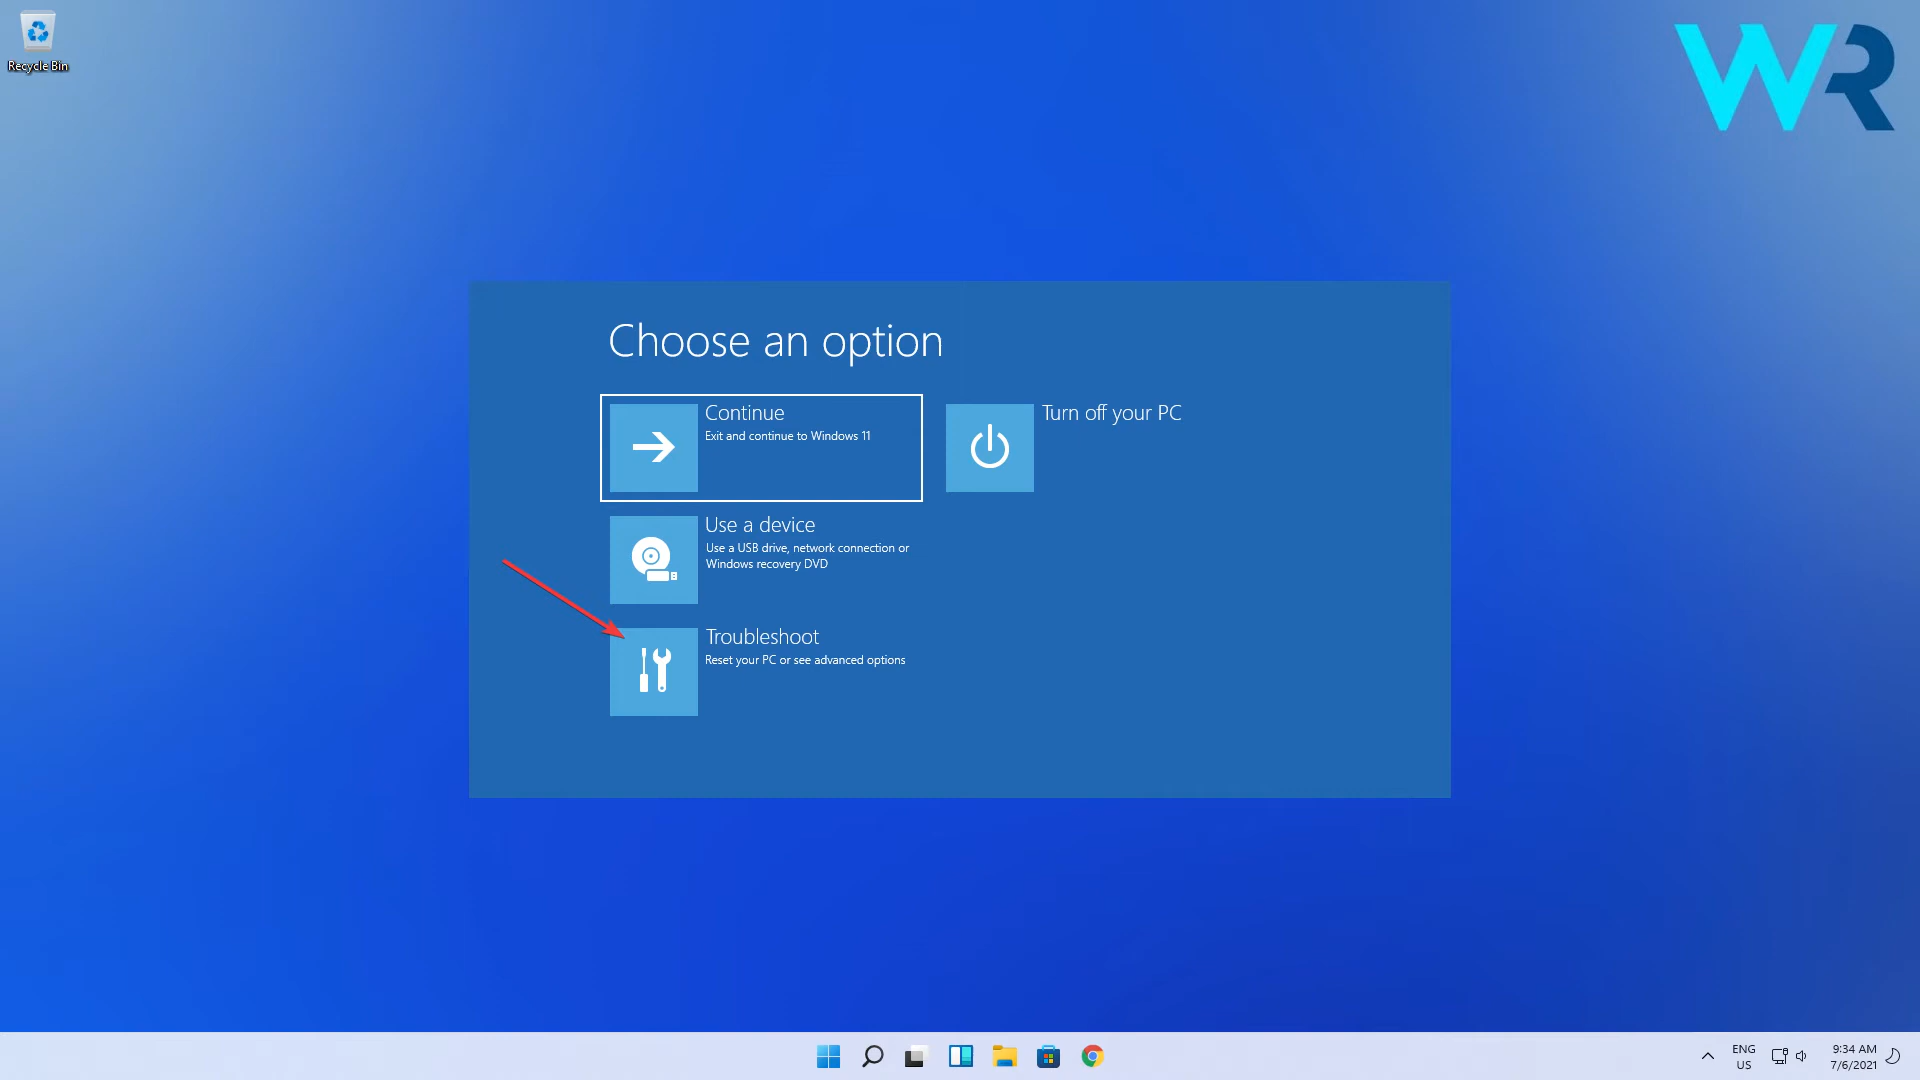 Recycle Bin
WR
Choose an option
Continue
Exit and continue to Windows 11
Turn off your PC
Use a device
Use a USB drive, network connection or
Windows recovery DVD
Troubleshoot
Reset your PC or see advanced options
ENG
US
9:34 AM
7/6/2021